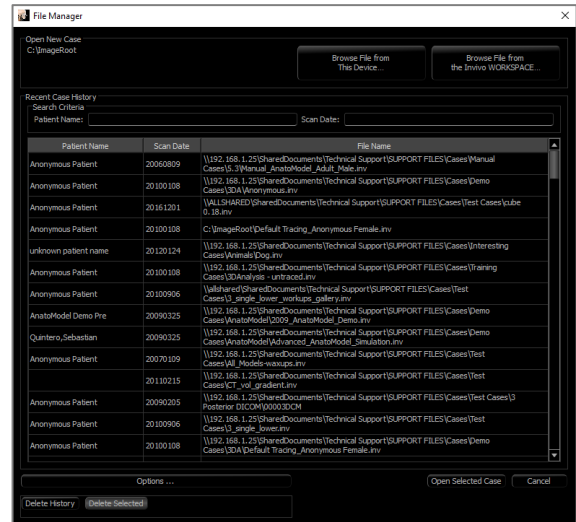 File Manager
Open New Case
C:\ImageRoot
Browse File from
This Device...
Browse File from
the Invivo WORKSPACE...
Recent Case History
Search Criteria
Patient Name:
Scan Date:
Patient Name Scan Date File Name
Anonymous Patient 20060809 \\192.168.1.25\SharedDocuments\Technical Support\SUPPORT FILES\Cases\Manual
Cases\5.3\Manual_AnatoModel_Adult_Male.inv
Anonymous Patient 20100108 \\192.168.1.25\SharedDocuments\Technical Support\SUPPORT FILES\Cases\Demo
Cases\3DA\Anonymous.inv
Anonymous Patient 20161201 \\ALLSHARED\SharedDocuments\Technical Support\SUPPORT FILES\Cases\Test Cases\cube
0.18.inv
Anonymous Patient 20100108 C:\ImageRoot\Default Tracing_Anonymous Female.inv
unknown patient name 20120124 \\192.168.1.25\SharedDocuments\Technical Support\SUPPORT FILES\Cases\Interesting
Cases\Animals\Dog.inv
Anonymous Patient 20100108 \\192.168.1.25\SharedDocuments\Technical Support\SUPPORT FILES\Cases\Training
Cases\3DAnalysis - untraced.inv
Anonymous Patient 20100906 \\allshared\SharedDocuments\Technical Support\SUPPORT FILES\Cases\Test
Cases\3_single_lower_workups_gallery.inv
AnatoModel Demo Pre 20090325 \\192.168.1.25\SharedDocuments\Technical Support\SUPPORT FILES\Cases\Demo
Cases\AnatoModel\2009_AnatoModel_Demo.inv
Quintero,Sebastian 20090325 \\192.168.1.25\SharedDocuments\Technical Support\SUPPORT FILES\Cases\Demo
Cases\AnatoModel\Advanced_AnatoModel_Simulation.inv
Anonymous Patient 20070109 \\192.168.1.25\SharedDocuments\Technical Support\SUPPORT FILES\Cases\Test
Cases\All_Models-waxups.inv
20110215 \\192.168.1.25\SharedDocuments\Technical Support\SUPPORT FILES\Cases\Test
Cases\CT_vol_gradient.inv
Anonymous Patient 20090205 \\192.168.1.25\SharedDocuments\Technical Support\SUPPORT FILES\Cases\Test Cases\3
Posterior DICOM\00003DCM
Anonymous Patient 20100906 \\192.168.1.25\SharedDocuments\Technical Support\SUPPORT FILES\Cases\Test
Cases\3_single_lower.inv
Anonymous Patient 20100108 \\192.168.1.25\SharedDocuments\Technical Support\SUPPORT FILES\Cases\Demo
Cases\3DA\Default Tracing_Anonymous Female.inv
Options ...
Open Selected Case
Cancel
Delete History
Delete Selected